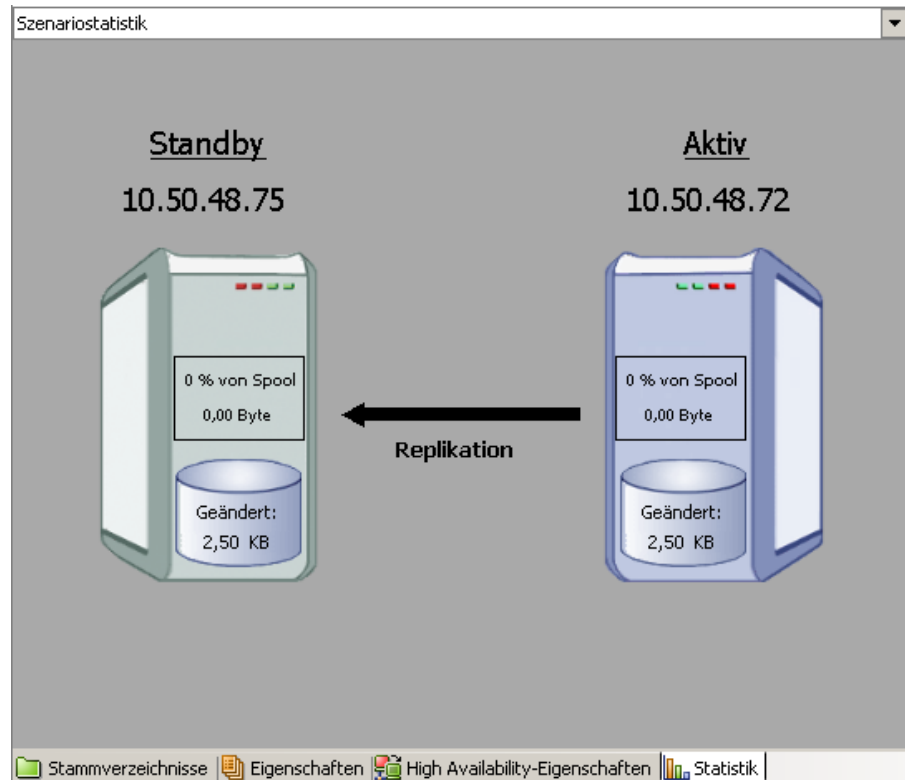 Szenariostatistik
Standby
10.50.48.75
0 % von Spool
0,00 Byte
Geändert:
2,50 KB
Replikation
Aktiv
10.50.48.72
0 % von Spool
0,00 Byte
Geändert:
2,50 KB
Stammverzeichnisse Eigenschaften High Availability-Eigenschaften Statistik